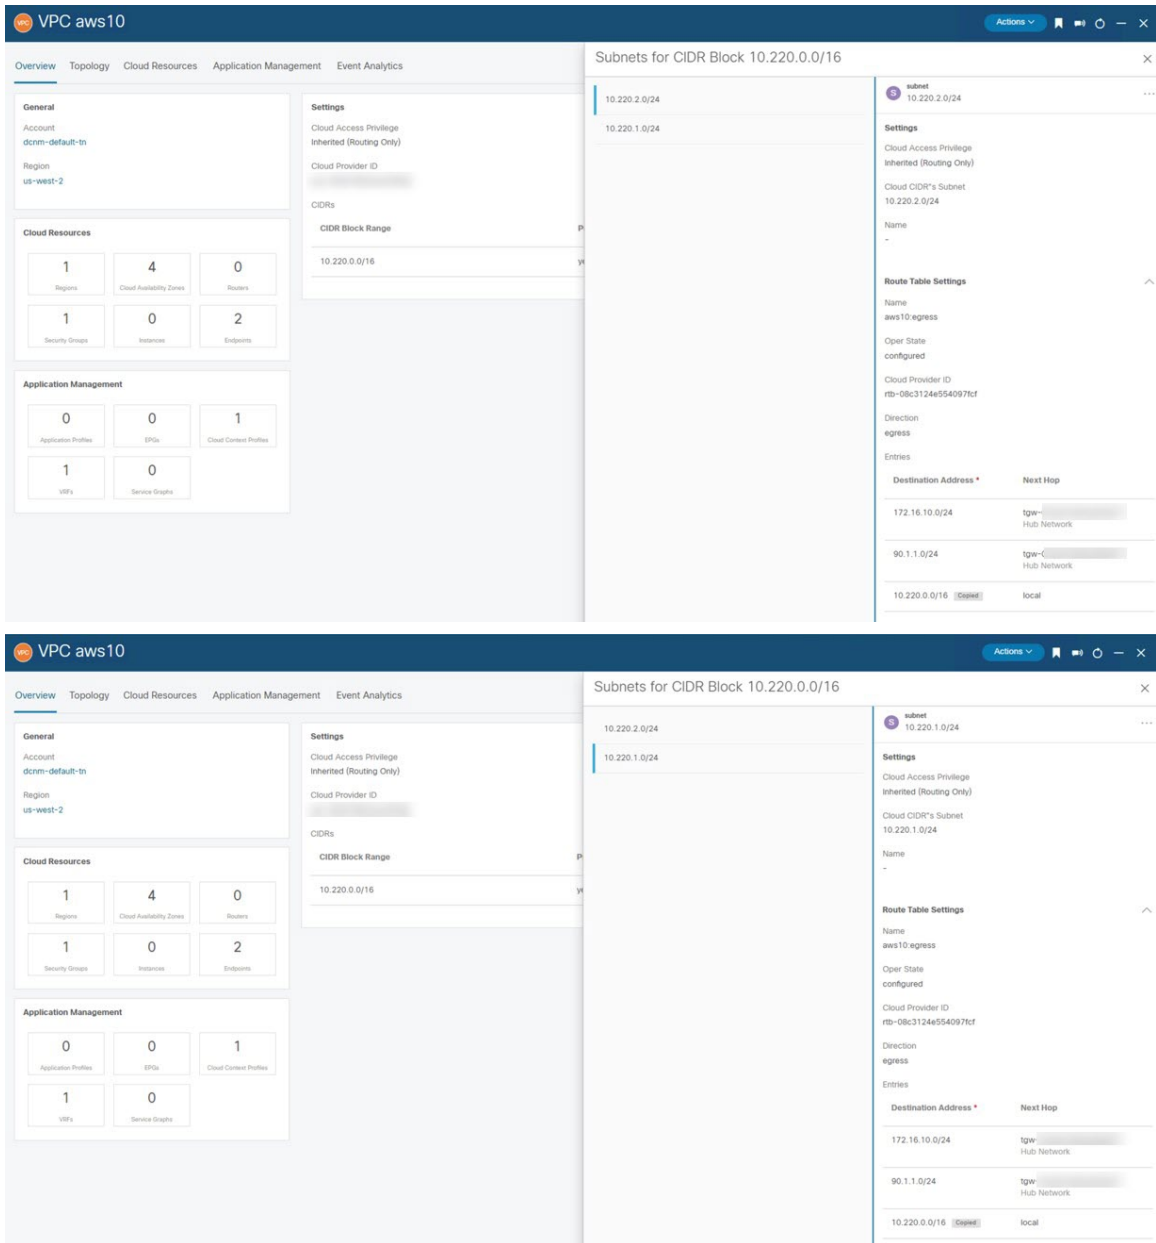 VPC VPC aws10
Actions
Overview Topology Cloud Resources Application Management Event Analytics
General
Account
dcnm-default-tn
Region
us-west-2
Cloud Resources
1 4 0
Regions Cloud Availability Zones Routers
1 0 2
Security Groups Instances Endpoints
Application Management
0 0 1
Application Profiles EPGs Cloud Context Profiles
1 0
VRFs Service Graphs
Settings
Cloud Access Privilege
Inherited (Routing Only)
Cloud Provider ID
CIDRs
CIDR Block Range P
10.220.0.0/16
Subnets for CIDR Block 10.220.0.0/16
10.220.2.0/24
10.220.1.0/24
S subnet
10.220.2.0/24
Settings
Cloud Access Privilege
Inherited (Routing Only)
Cloud CIDR"s Subnet
10.220.2.0/24
Name
-
Route Table Settings
Name
aws10:egress
Oper State
configured
Cloud Provider ID
rtb-08c3124e554097fcf
Direction
egress
Entries
Destination Address * Next Hop
172.16.10.0/24 tgw-
Hub Network
90.1.1.0/24 tgw-
Hub Network
10.220.0.0/16 Copied local
VPC VPC aws10
Actions
Overview Topology Cloud Resources Application Management Event Analytics
General
Account
dcnm-default-tn
Region
us-west-2
Cloud Resources
1 4 0
Regions Cloud Availability Zones Routers
1 0 2
Security Groups Instances Endpoints
Application Management
0 0 1
Application Profiles EPGs Cloud Context Profiles
1 0
VRFs Service Graphs
Settings
Cloud Access Privilege
Inherited (Routing Only)
Cloud Provider ID
CIDRs
CIDR Block Range P
10.220.0.0/16
Subnets for CIDR Block 10.220.0.0/16
10.220.2.0/24
10.220.1.0/24
S subnet
10.220.1.0/24
Settings
Cloud Access Privilege
Inherited (Routing Only)
Cloud CIDR"s Subnet
10.220.1.0/24
Name
-
Route Table Settings
Name
aws10:egress
Oper State
configured
Cloud Provider ID
rtb-08c3124e554097fcf
Direction
egress
Entries
Destination Address * Next Hop
172.16.10.0/24 tgw-
Hub Network
90.1.1.0/24 tgw
Hub Network
10.220.0.0/16 Copied local